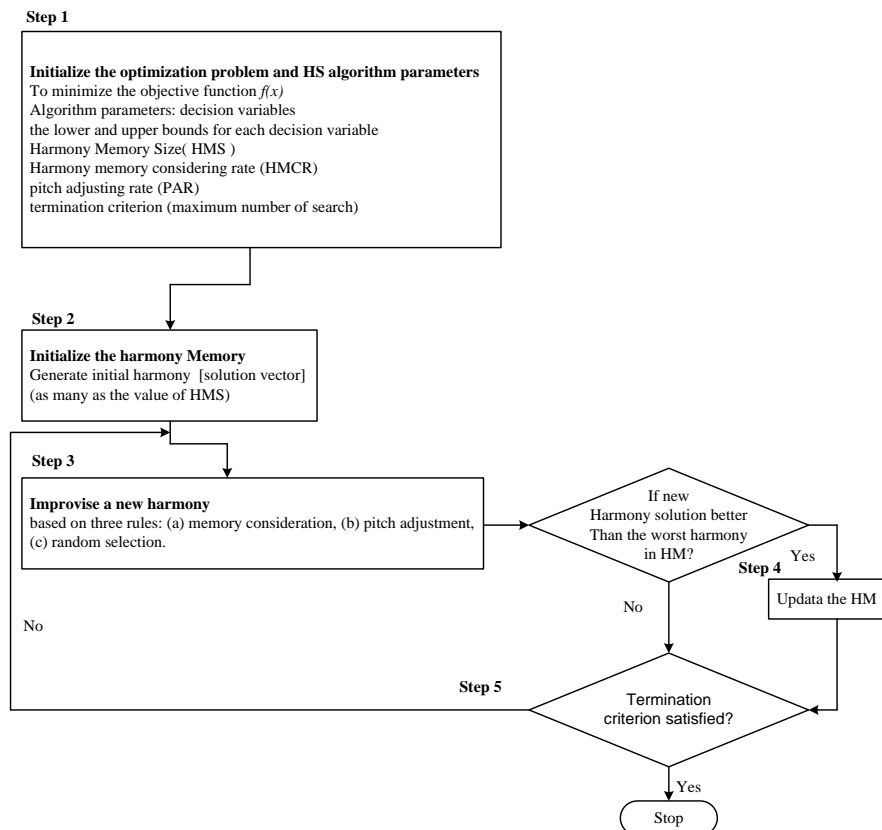 Step 1
Initialize the optimization problem and HS algorithm parameters
To minimize the objective function f(x)
Algorithm parameters: decision variables
the lower and upper bounds for each decision variable
Harmony Memory Size( HMS )
Harmony memory considering rate (HMCR)
pitch adjusting rate (PAR)
termination criterion (maximum number of search)
Step 2
Initialize the harmony Memory
Generate initial harmony [solution vector]
(as many as the value of HMS)
Step 3
Improvise a new harmony
based on three rules: (a) memory consideration, (b) pitch adjustment,
(c) random selection.
If new
Harmony solution better
Than the worst harmony
in HM?
Yes
Step 4
Updata the HM
No
No
Step 5
Termination
criterion satisfied?
Yes
Stop